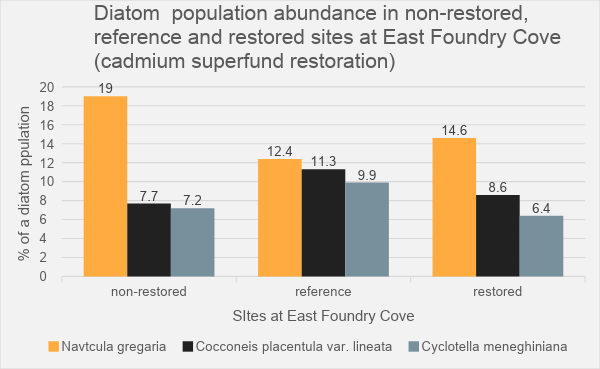 Diatom  population abundance in non-restored,
reference and restored sites at East Foundry Cove
(cadmium superfund restoration)
% of a diatom ppulation
20
18
16
14
12
10
8
6
4
2
0
19
7.7
7.2
12.4
11.3
9.9
14.6
8.6
6.4
non-restored
reference
restored
SItes at East Foundry Cove
Navtcula gregaria
Cocconeis placentula var. lineata
Cyclotella meneghiniana